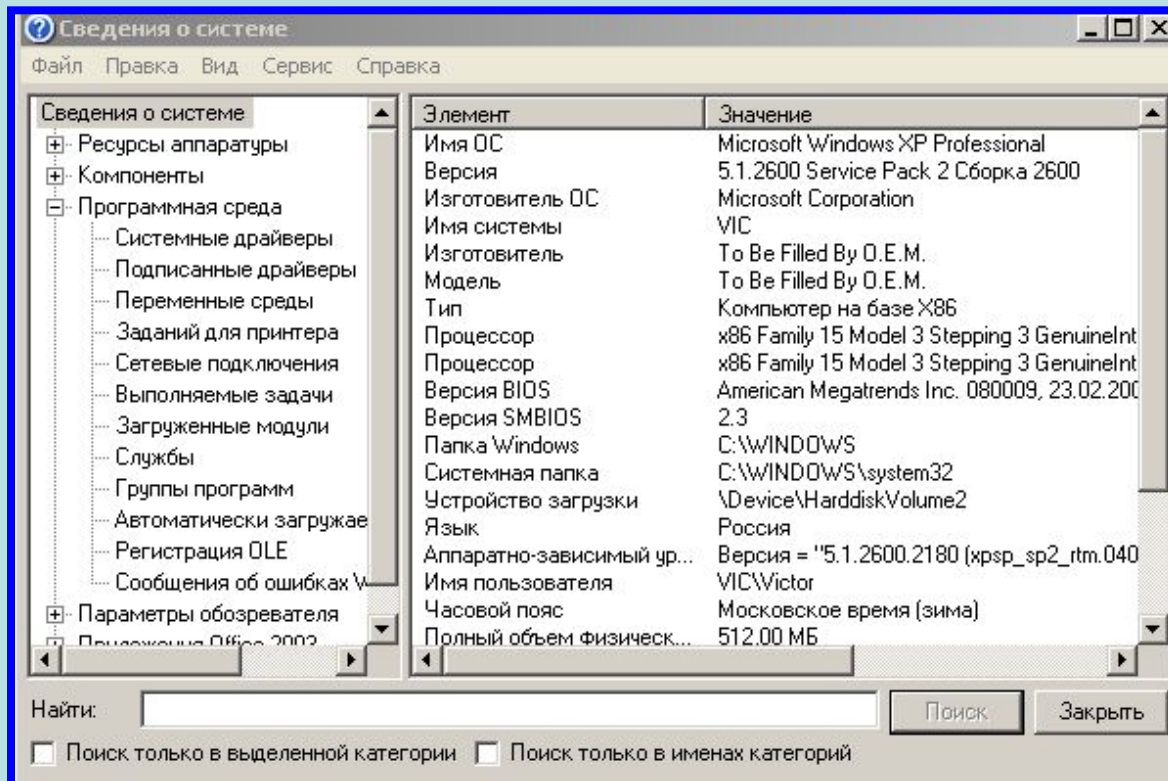 Сведения о системе
Файл Правка Вид Сервис Справка
Сведения о системе
Ресурсы аппаратуры
Компоненты
Программная среда
Системные драйверы
Подписанные драйверы
Переменные среды
Заданий для принтера
Сетевые подключения
Выполняемые задачи
Загруженные модули
Службы
Группы программ
Автоматически загружае
Регистрация OLE
Сообщения об ошибках W
Параметры обозревателя
Приложения Office 2003
Элемент Значение
Имя ОС Microsoft Windows XP Professional
Версия 5.1.2600 Service Pack 2 Сборка 2600
Изготовитель ОС Microsoft Corporation
Имя системы VIC
Изготовитель To Be Filled By O.E.M.
Модель To Be Filled By O.E.M.
Тип Компьютер на базе X86
Процессор x86 Family 15 Model 3 Stepping 3 GenuineInt
Процессор x86 Family 15 Model 3 Stepping 3 GenuineInt
Версия BIOS American Megatrends Inc. 080009, 23.02.200
Версия SMBIOS 2.3
Папка Windows C:\WINDOWS
Системная папка C:\WINDOWS\system32
Устройство загрузки \Device\HarddiskVolume2
Язык Россия
Аппаратно-зависимый ур... Версия = "5.1.2600.2180 (xpsp_sp2_rtm.040
Имя пользователя VIC\Victor
Часовой пояс Московское время (зима)
Полный объем физическ... 512,00 МБ
Найти: Поиск Закрыть
Поиск только в выделенной категории Поиск только в именах категорий